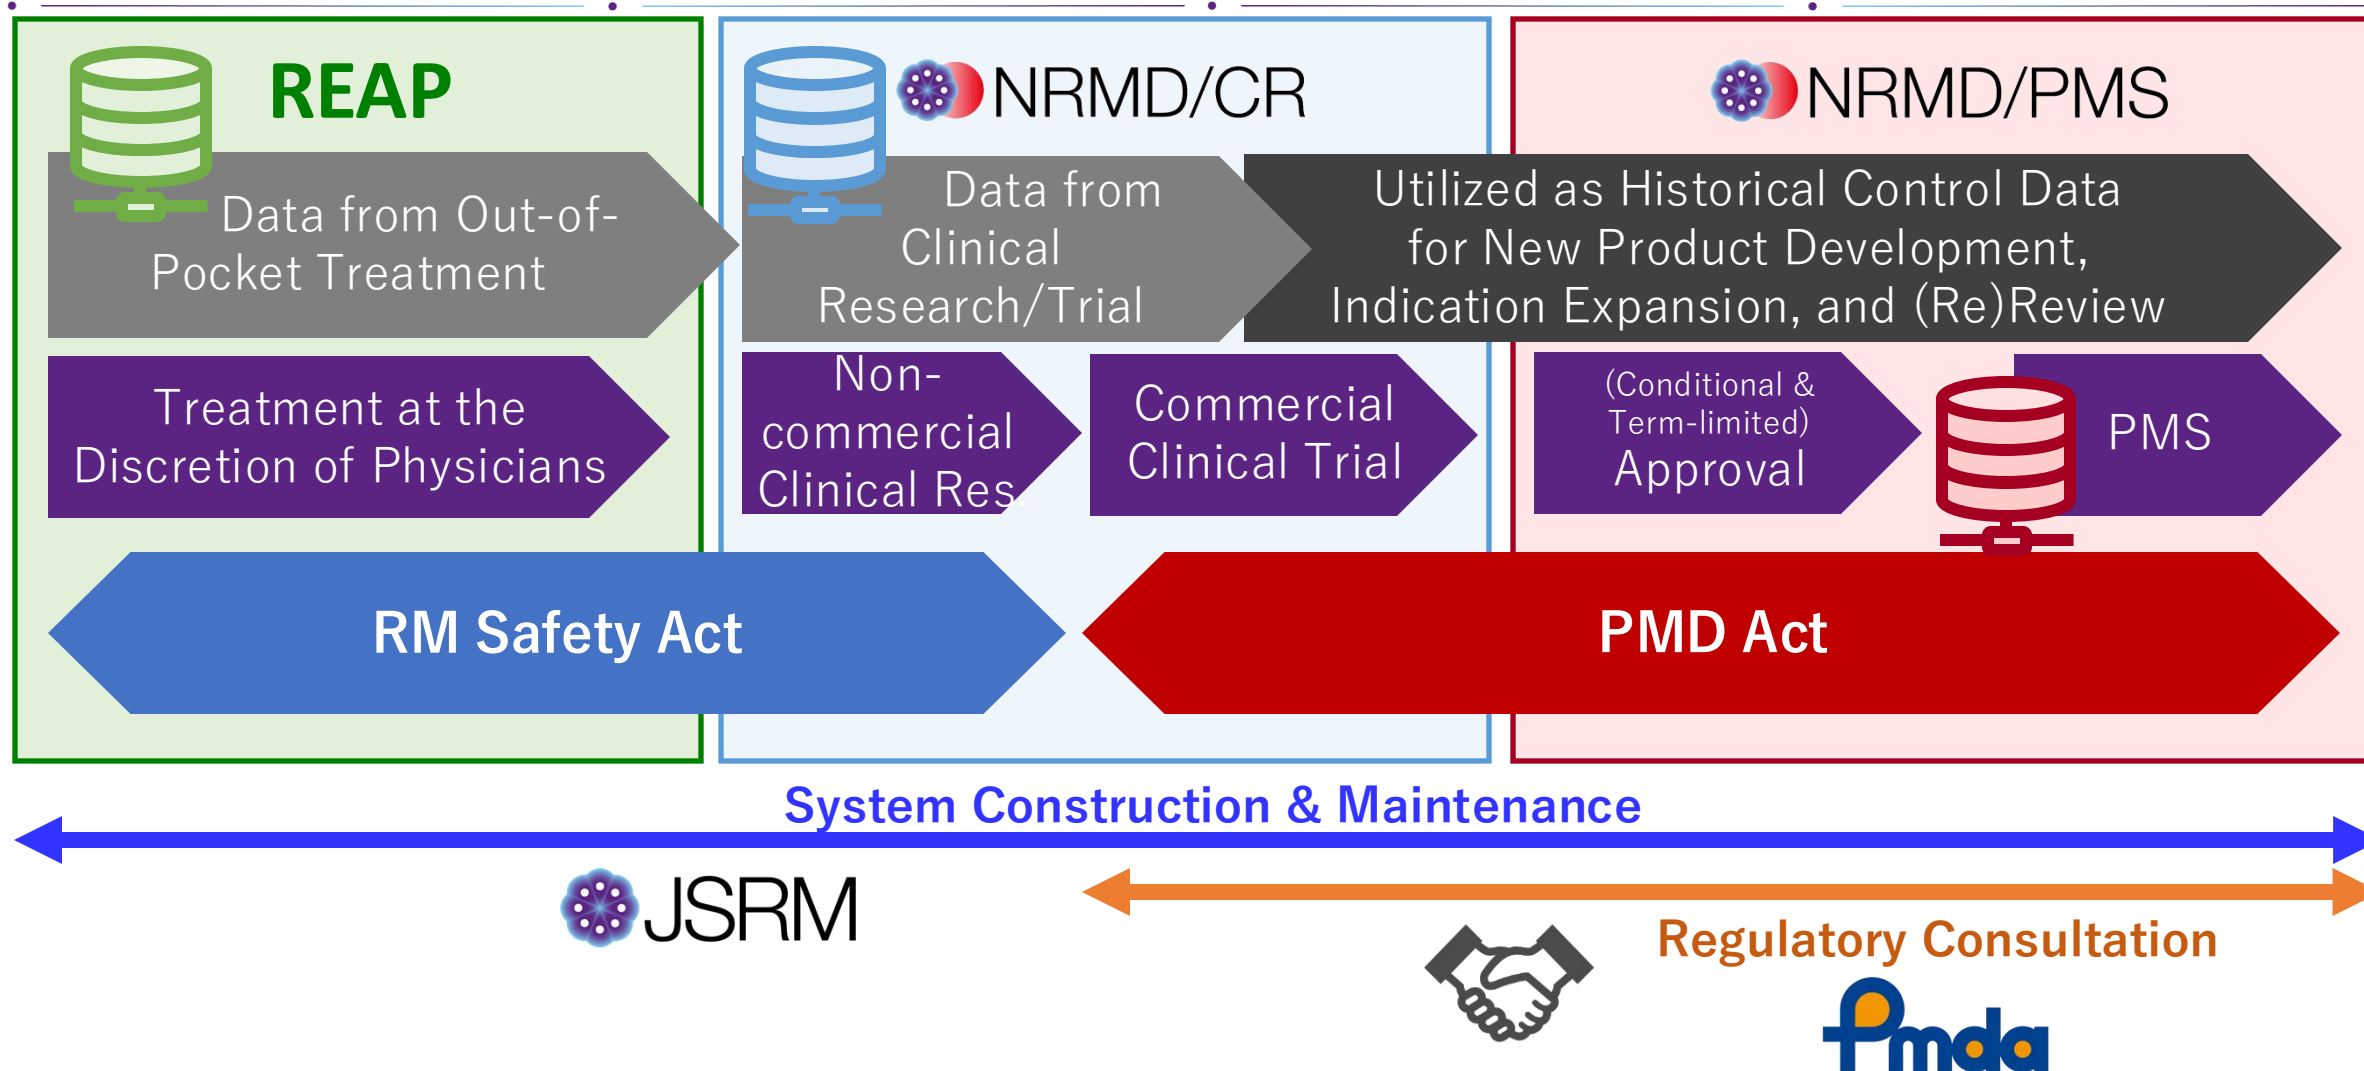 REAP
Data from Out-of-
Pocket Treatment
Treatment at the
Discretion of Physicians
NRMD/CR
Data from
Clinical
Research/Trial
Non-
commercial
Clinical Res.
Commercial
Clinical Trial
NRMD/PMS
Utilized as Historical Control Data
for New Product Development,
Indication Expansion, and (Re)Review
(Conditional &
Term-limited)
Approval
PMS
RM Safety Act
PMD Act
System Construction & Maintenance
JSRM
Regulatory Consultation
Pmda